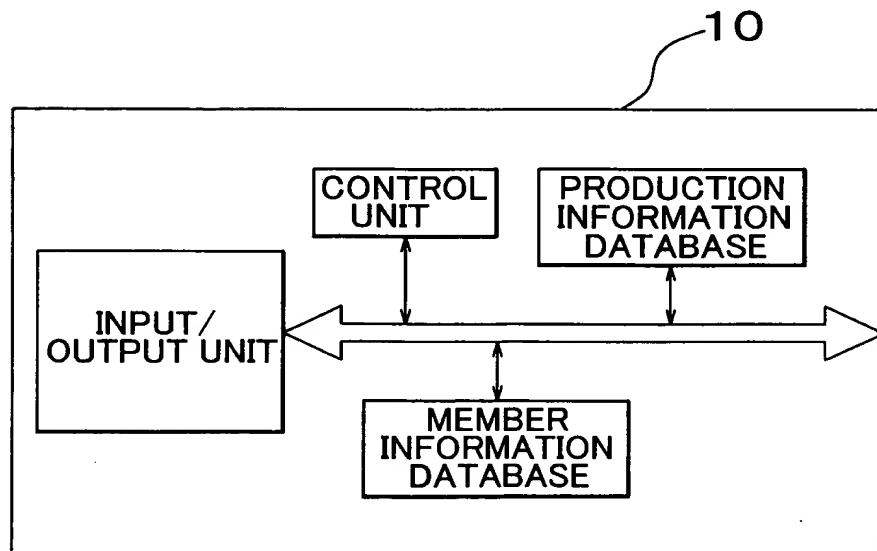 10
CONTROL
UNIT
PRODUCTION
INFORMATION
DATABASE
INPUT/
OUTPUT UNIT
MEMBER
INFORMATION
DATABASE